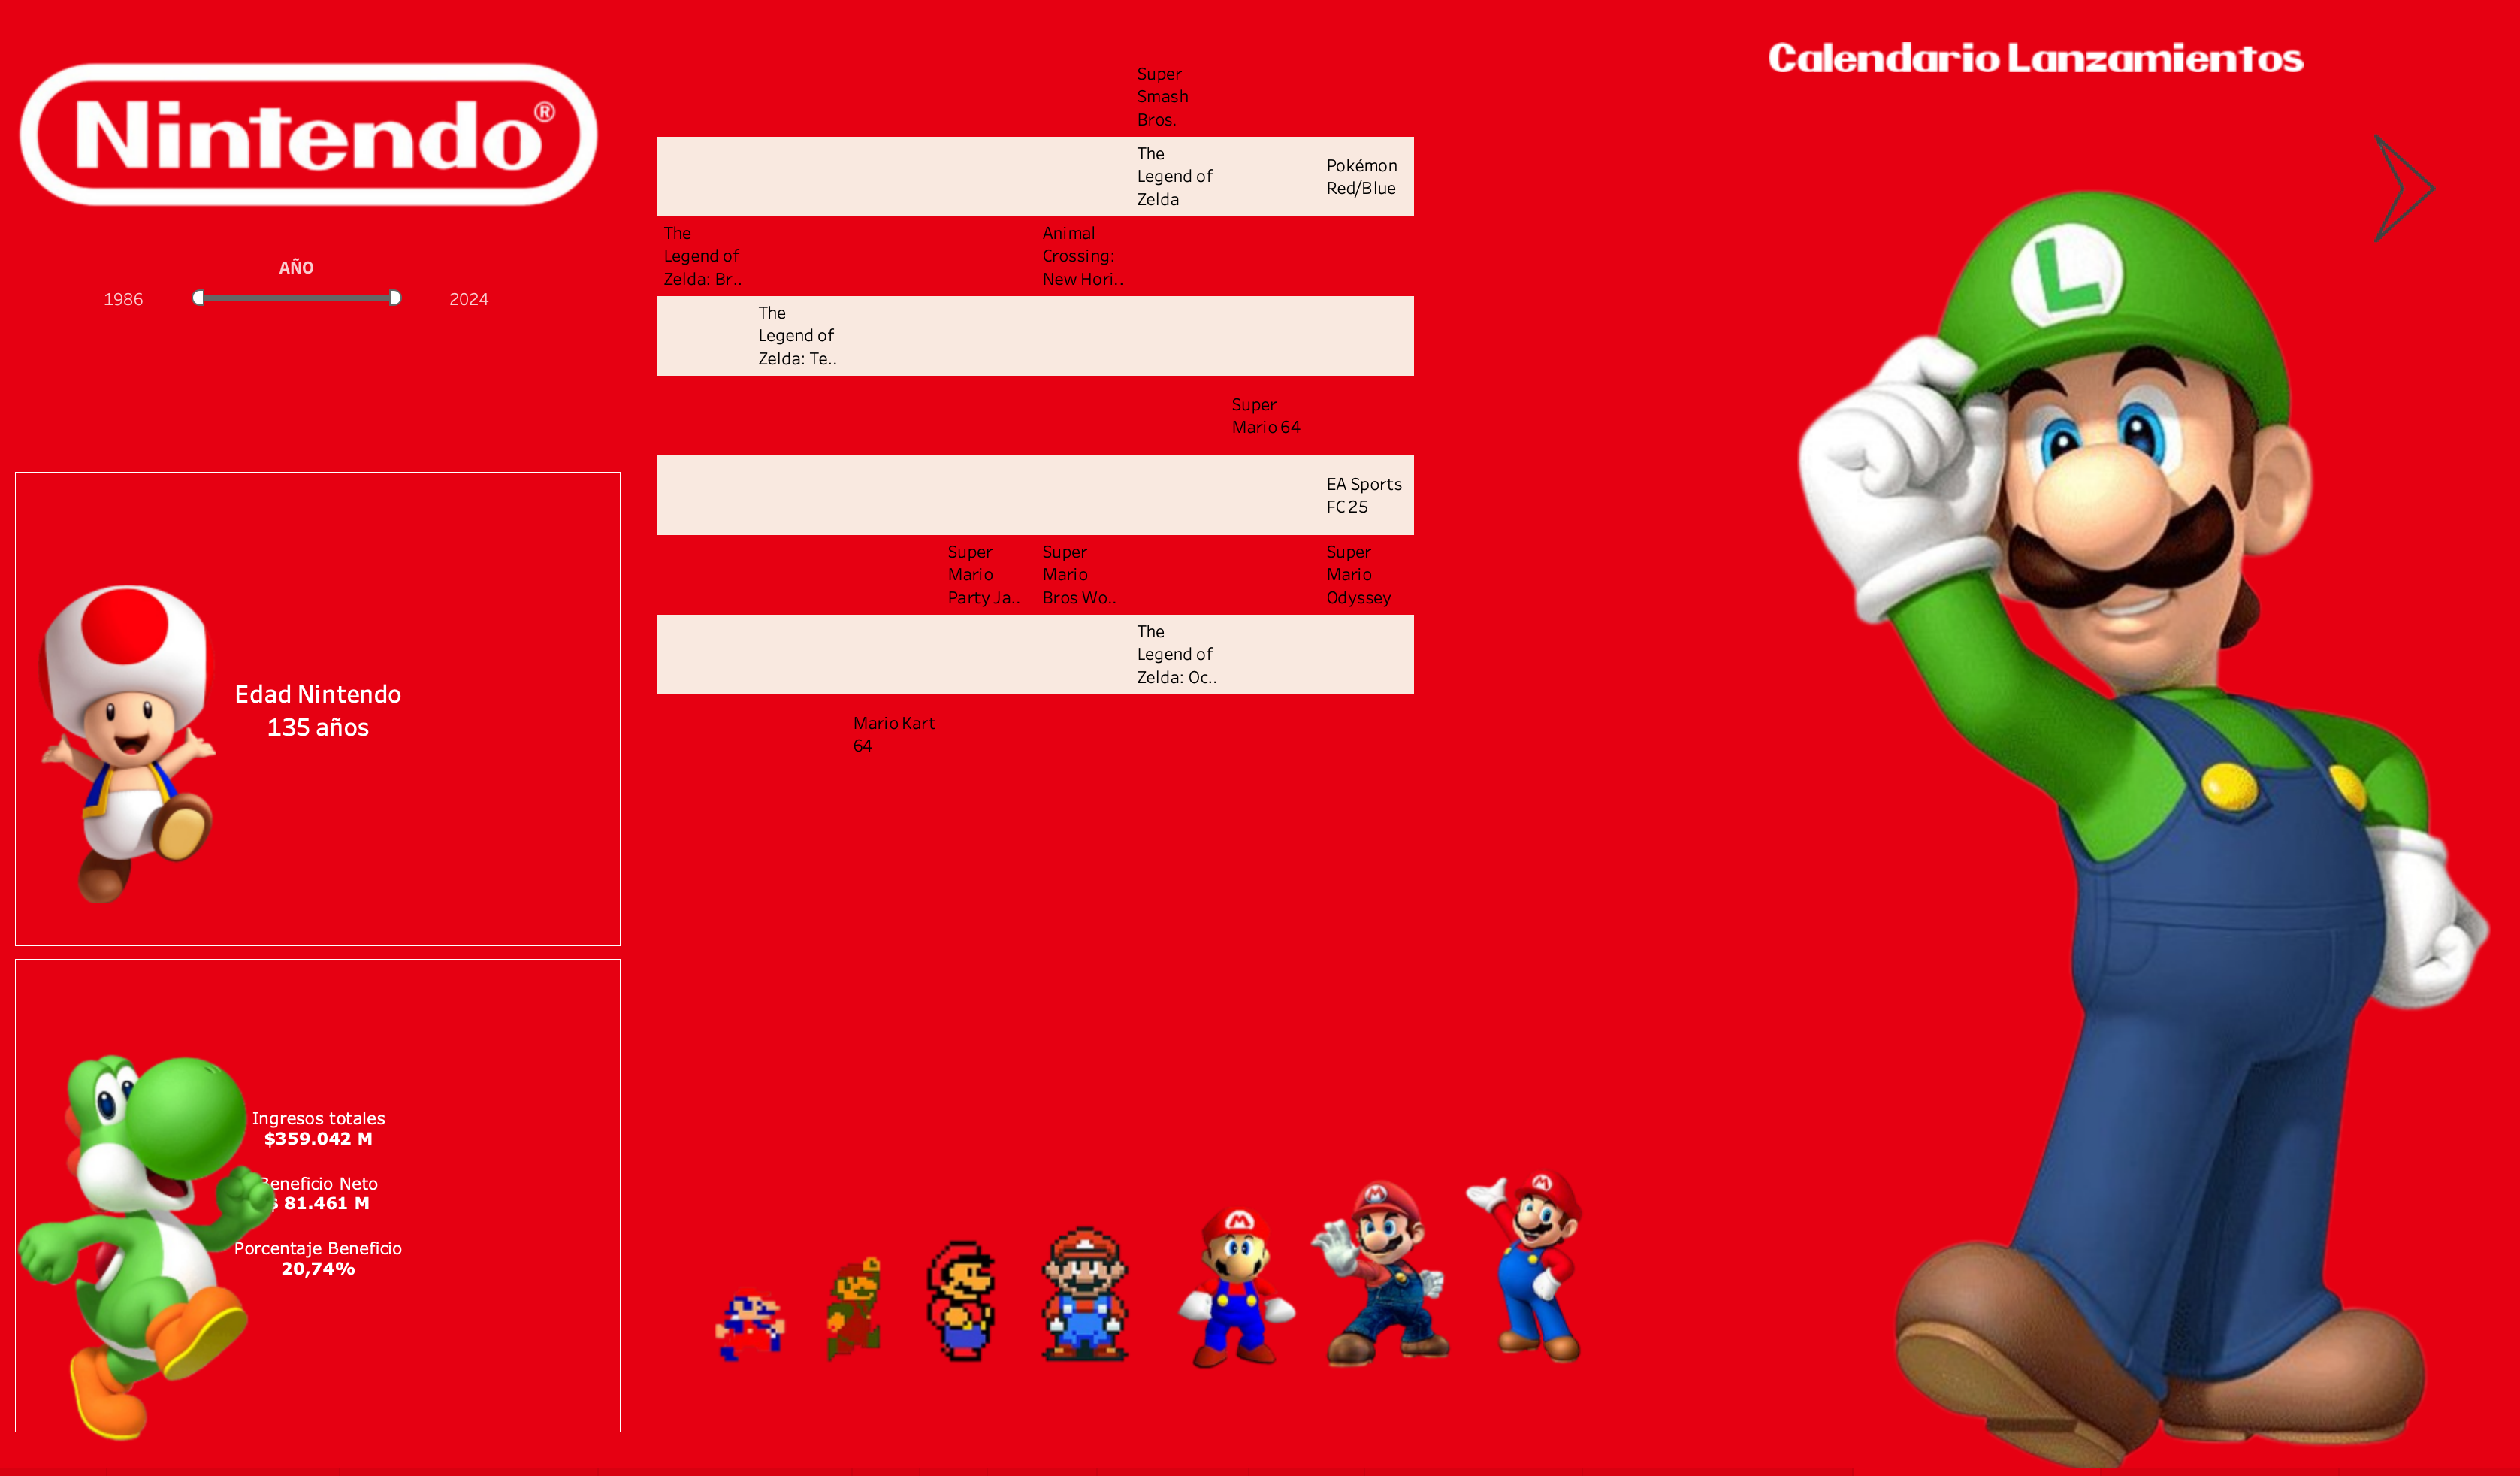 Nintendo®
AÑO
1986
2024
Edad Nintendo
135 años
Ingresos totales
$359.042 M
Beneficio Neto
$ 81.461 M
Porcentaje Beneficio
20,74%
Calendario Lanzamientos
Super
Smash
Bros.
The
Legend of
Zelda
Pokémon
Red/Blue
The
Legend of
Zelda: Br..
Animal
Crossing:
New Hori..
The
Legend of
Zelda: Te..
Super
Mario 64
EA Sports
FC 25
Super
Mario
Party Ja..
Super
Mario
Bros Wo..
Super
Mario
Odyssey
The
Legend of
Zelda: Oc..
Mario Kart
64
L